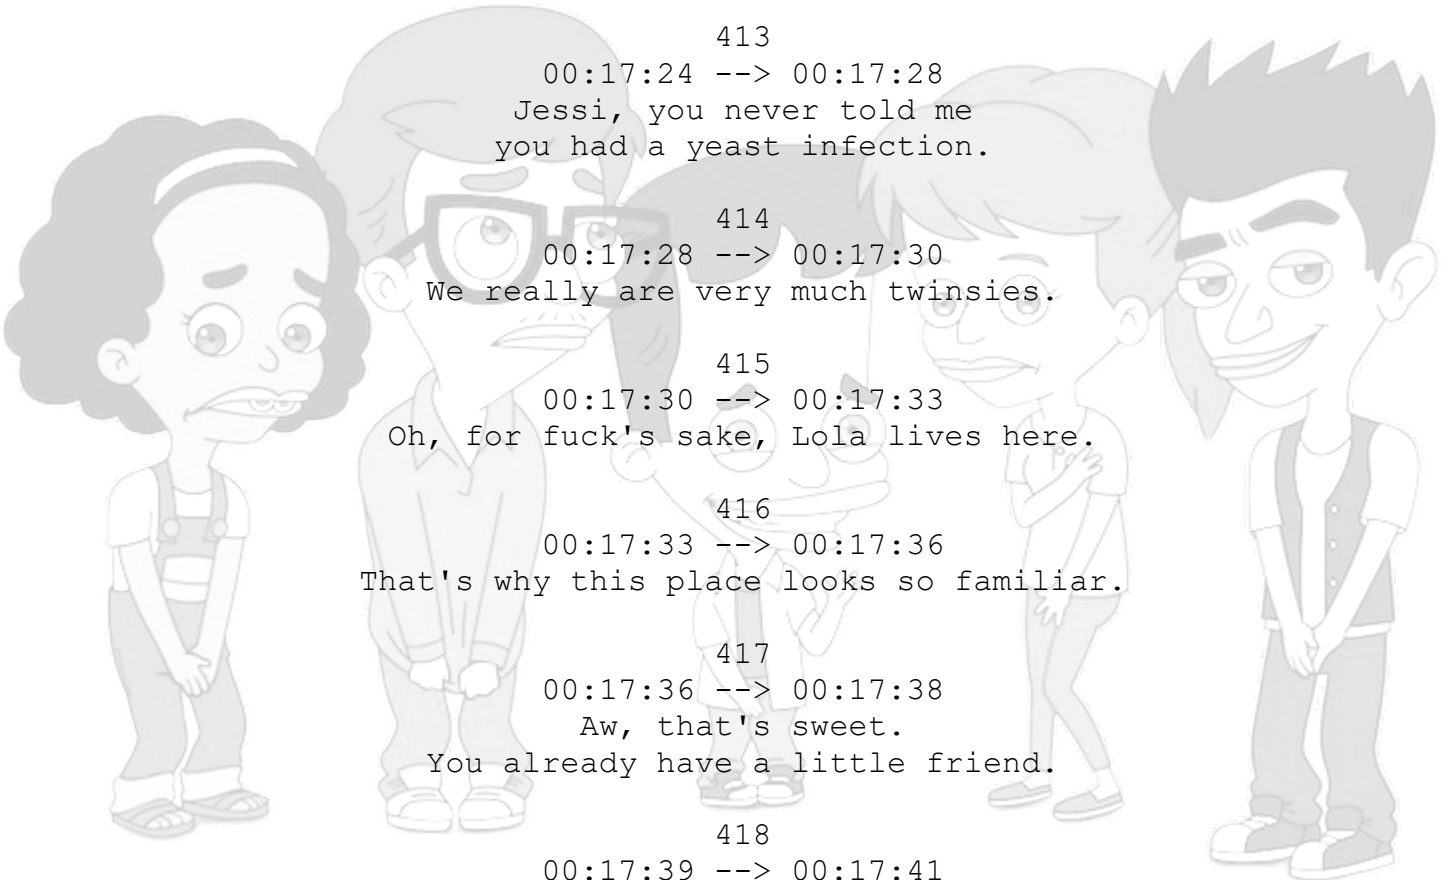 413
00:17:24 --> 00:17:28
Jessi, you never told me
you had a yeast infection.
414
00:17:28 --> 00:17:30
We really are very much twinsies.
415
00:17:30 --> 00:17:33
Oh, for fuck's sake, Lola lives here.
416
00:17:33 --> 00:17:36
That's why this place looks so familiar.
417
00:17:36 --> 00:17:38
Aw, that's sweet.
You already have a little friend.
418
00:17:39 --> 00:17:41